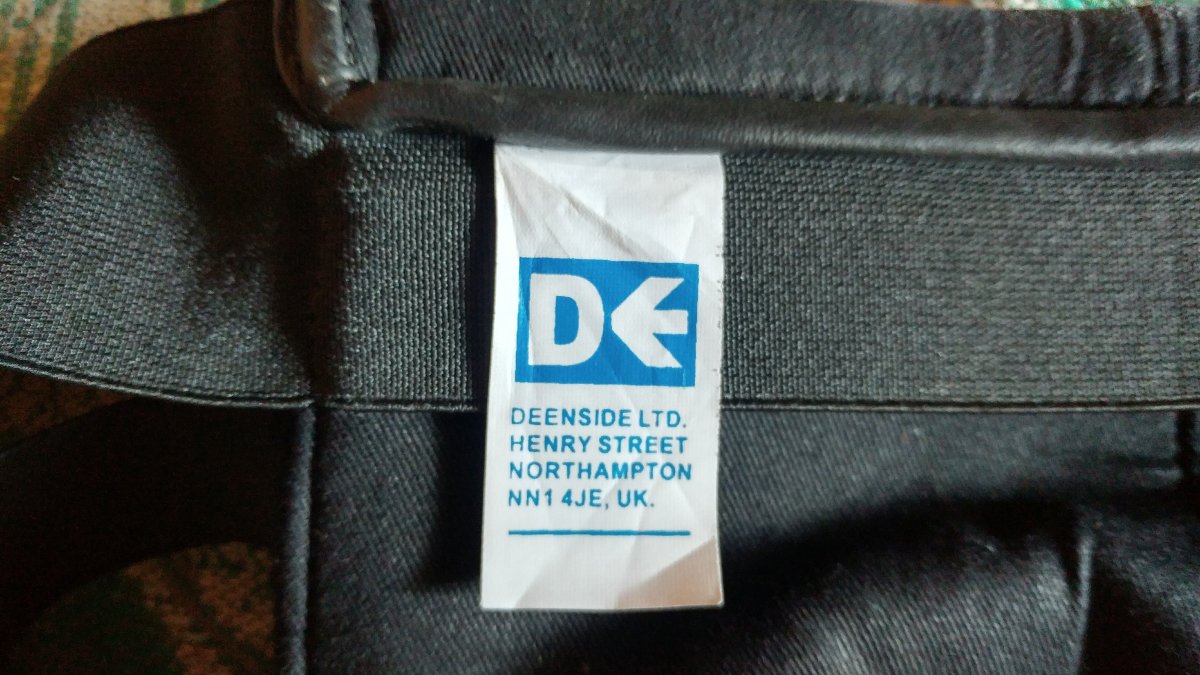 DE
DEENSIDE LTD.
HENRY STREET
NORTHAMPTON
NN1 4JE, UK.